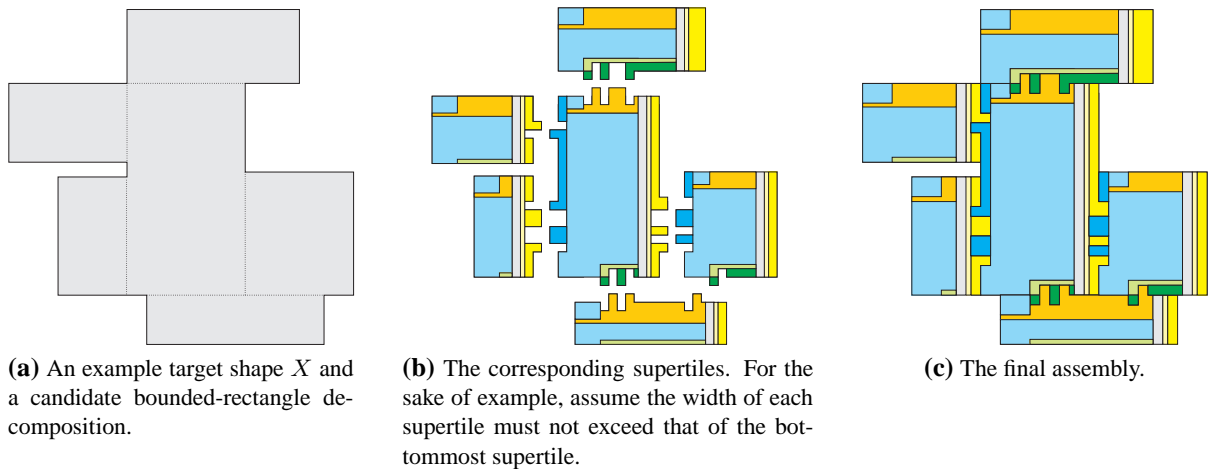 (a) An example target shape X and
a candidate bounded-rectangle de-
composition.
(b) The corresponding supertiles. For the
sake of example, assume the width of each
supertile must not exceed that of the bot-
tommost supertile.
(c) The final assembly.